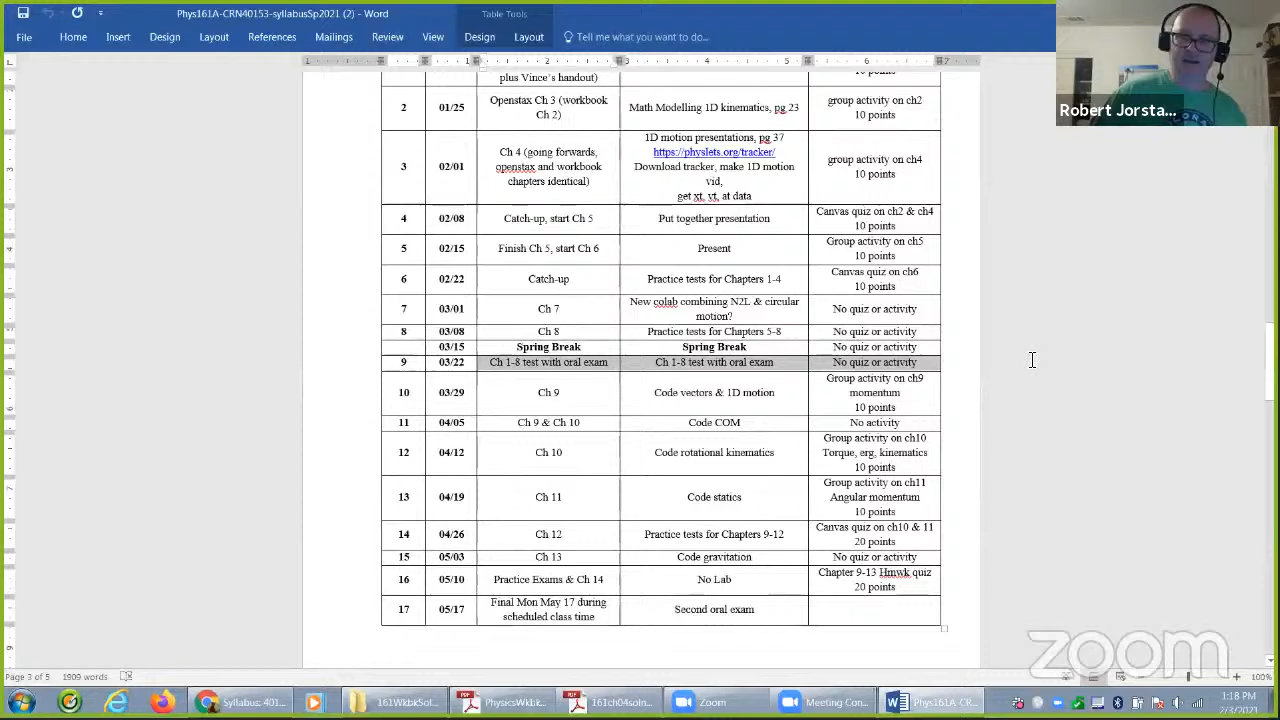 Phys161A-CRN40153-syllabusSp2021 (2) - Word
Table Tools
File Home Insert Design Layout References Mailings Review View Design Layout Tell me what you want to do...
Robert Jorsta...
plus Vince's handout)
10 points
2 01/25 Openstax Ch 3 (workbook Ch 2) Math Modelling 1D kinematics, pg 23 group activity on ch2 10 points
3 02/01 Ch 4 (going forwards, openstax and workbook chapters identical) 1D motion presentations, pg 37 https://physlets.org/tracker/ Download tracker, make 1D motion vid, get xt, vt, at data group activity on ch4 10 points
4 02/08 Catch-up, start Ch 5 Put together presentation Canvas quiz on ch2 & ch4 10 points
5 02/15 Finish Ch 5, start Ch 6 Present Group activity on ch5 10 points
6 02/22 Catch-up Practice tests for Chapters 1-4 Canvas quiz on ch6 10 points
7 03/01 Ch 7 New colab combining N2L & circular motion? No quiz or activity
8 03/08 Ch 8 Practice tests for Chapters 5-8 No quiz or activity
03/15 Spring Break Spring Break No quiz or activity
9 03/22 Ch 1-8 test with oral exam Ch 1-8 test with oral exam No quiz or activity
10 03/29 Ch 9 Code vectors & 1D motion Group activity on ch9 momentum 10 points
11 04/05 Ch 9 & Ch 10 Code COM No activity
12 04/12 Ch 10 Code rotational kinematics Group activity on ch10 Torque, erg, kinematics 10 points
13 04/19 Ch 11 Code statics Group activity on ch11 Angular momentum 10 points
14 04/26 Ch 12 Practice tests for Chapters 9-12 Canvas quiz on ch10 & 11 20 points
15 05/03 Ch 13 Code gravitation No quiz or activity
16 05/10 Practice Exams & Ch 14 No Lab Chapter 9-13 Hmwk quiz 20 points
17 05/17 Final Mon May 17 during scheduled class time Second oral exam
zoom
Page 3 of 5 1909 words 100%
Syllabus: 401... 161WkbkSol... PhysicsWkbk... 161ch04soln... Zoom Meeting Con... Phys161A-CR...
1:18 PM
2/3/2021